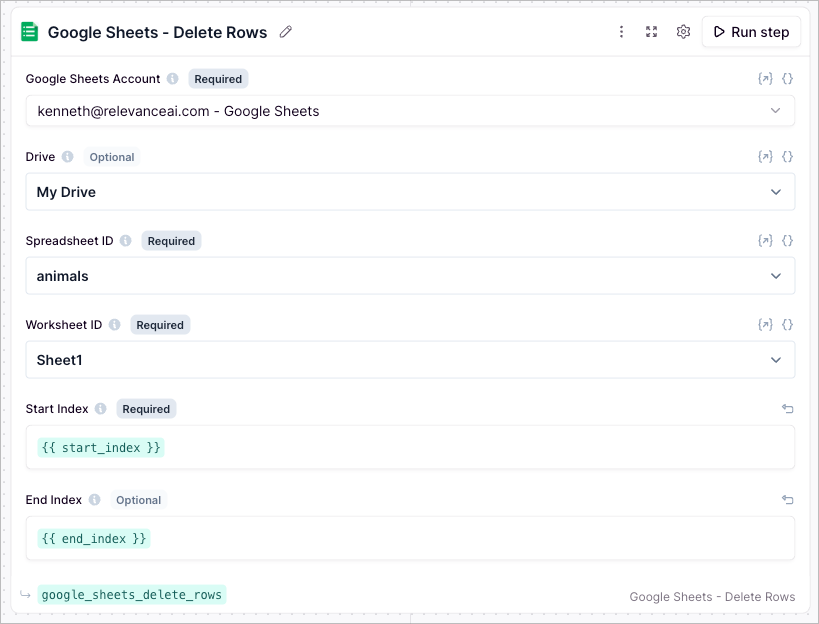 Google Sheets - Delete Rows
Run step
Google Sheets Account Required
kenneth@relevanceai.com - Google Sheets
Drive Optional
My Drive
Spreadsheet ID Required
animals
Worksheet ID Required
Sheet1
Start Index Required
{{ start_index }}
End Index Optional
{{ end_index }}
google_sheets_delete_rows
Google Sheets - Delete Rows